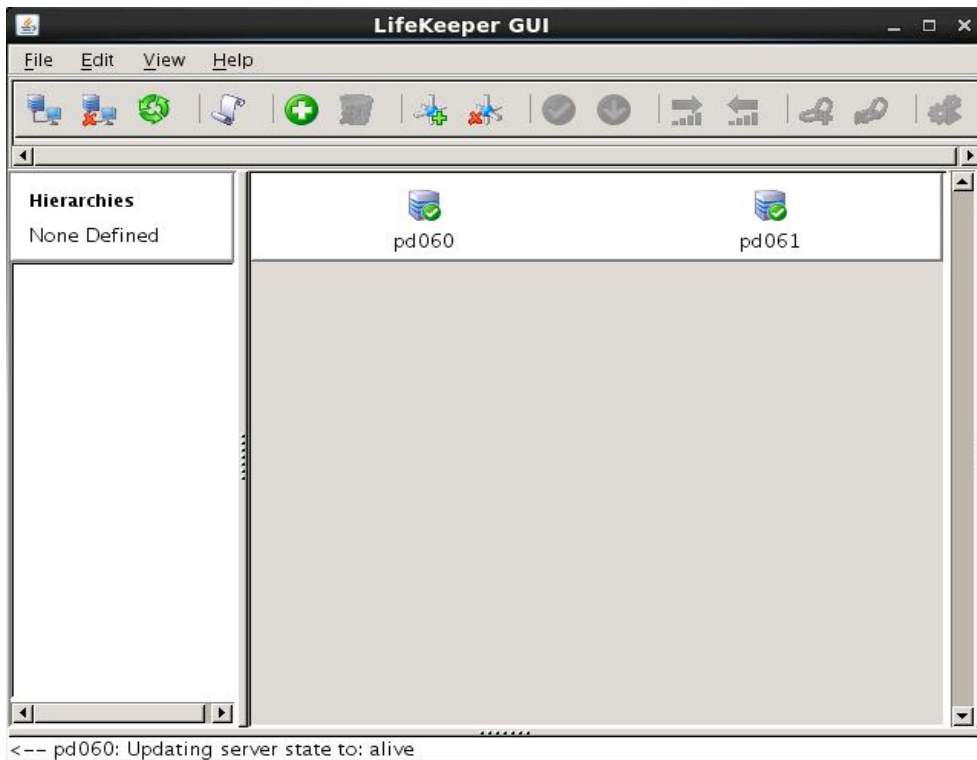 LifeKeeper GUI
File Edit View Help
Hierarchies
None Defined
pd060
pd061
<-- pd060: Updating server state to: alive